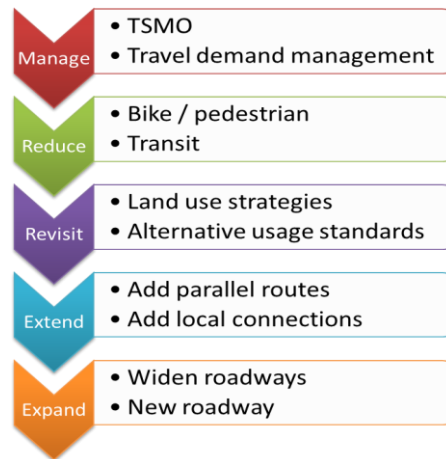 Manage
• TSMO
• Travel demand management
Reduce
• Bike / pedestrian
• Transit
Revisit
• Land use strategies
• Alternative usage standards
Extend
• Add parallel routes
• Add local connections
Expand
• Widen roadways
• New roadway